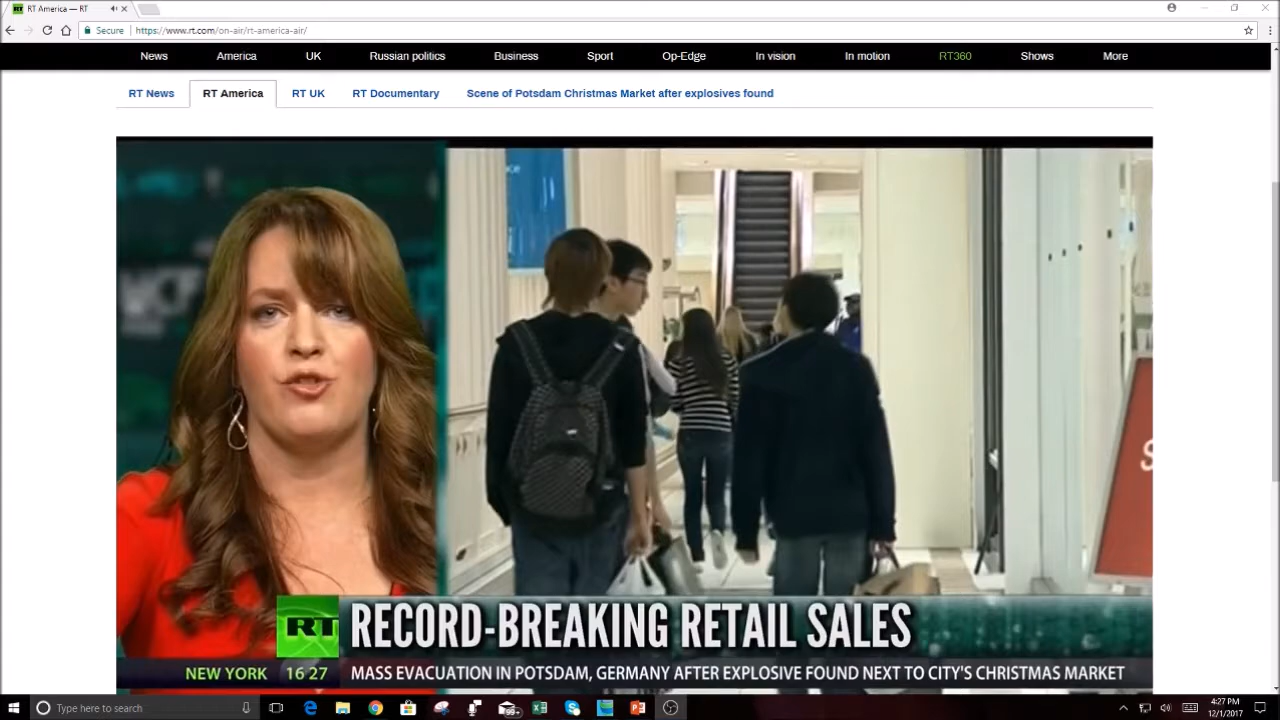 RT America — RT
Secure https://www.rt.com/on-air/rt-america-air/
News America UK Russian politics Business Sport Op-Edge In vision In motion RT360 Shows More
RT News RT America RT UK RT Documentary Scene of Potsdam Christmas Market after explosives found
RT RECORD-BREAKING RETAIL SALES
NEW YORK 16 27 MASS EVACUATION IN POTSDAM, GERMANY AFTER EXPLOSIVE FOUND NEXT TO CITY'S CHRISTMAS MARKET
Type here to search
4:27 PM
12/1/2017